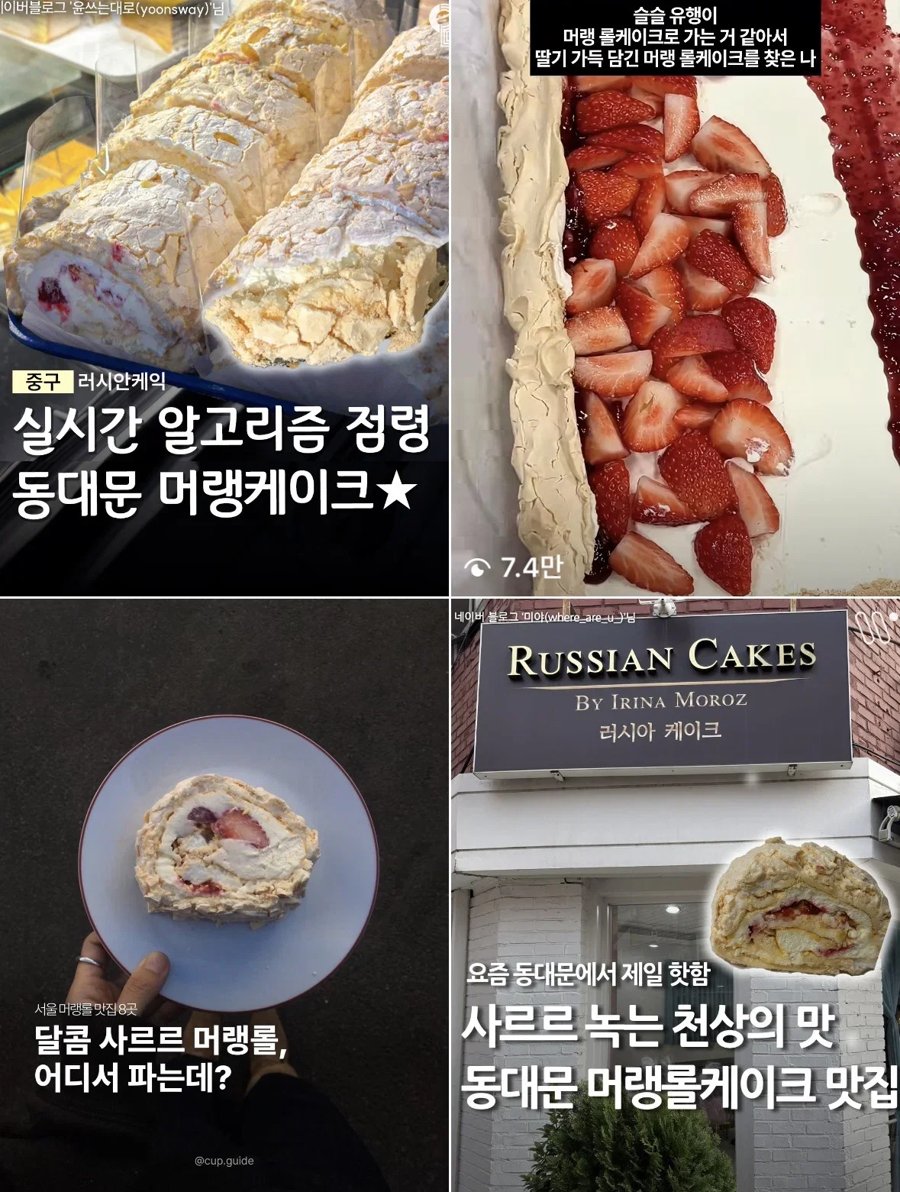 이버블로그 '윤쓰는대로(yoonsway)'님
중구 러시안케익
실시간 알고리즘 점령
동대문 머랭케이크★
슬슬 유행이
머랭 롤케이크로 가는 거 같아서
딸기 가득 담긴 머랭 롤케이크를 찾은 나
7.4만
서울 머랭롤 맛집 8곳
달콤 사르르 머랭롤,
어디서 파는데?
@cup.guide
네이버 블로그 '미야(where_are_u_)'님
RUSSIAN CAKES
BY IRINA MOROZ
러시아 케이크
요즘 동대문에서 제일 핫함
사르르 녹는 천상의 맛
동대문 머랭롤케이크 맛집